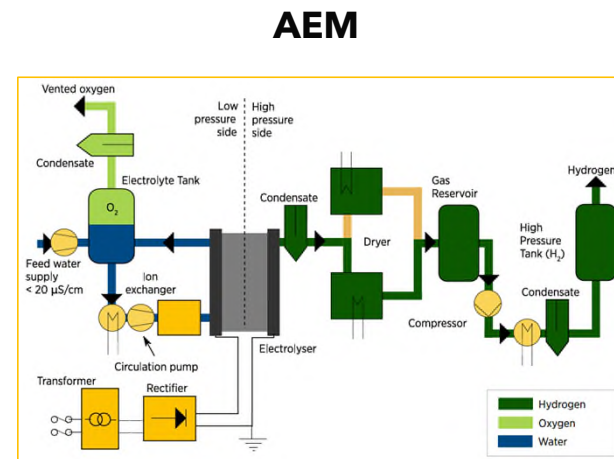 AEM
Vented oxygen
Low
pressure
side
High
pressure
side
Condensate
Electrolyte Tank
O₂
Feed water
supply
< 20 µS/cm
Ion
exchanger
Circulation pump
Transformer
Rectifier
Electrolyser
Condensate
Dryer
Gas
Reservoir
Compressor
Hydrogen
High
Pressure
Tank (H₂)
Condensate
Hydrogen
Oxygen
Water